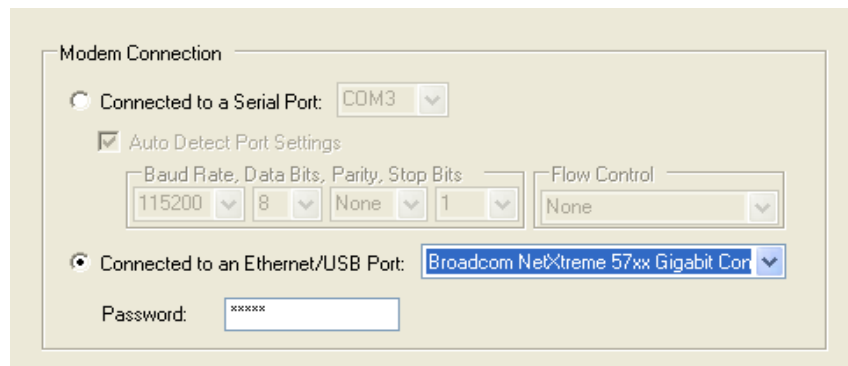 Modem Connection
Connected to a Serial Port: COM3
Auto Detect Port Settings
Baud Rate, Data Bits, Parity, Stop Bits Flow Control
115200 8 None 1 None
Connected to an Ethernet/USB Port: Broadcom NetXtreme 57xx Gigabit Con
Password: *****